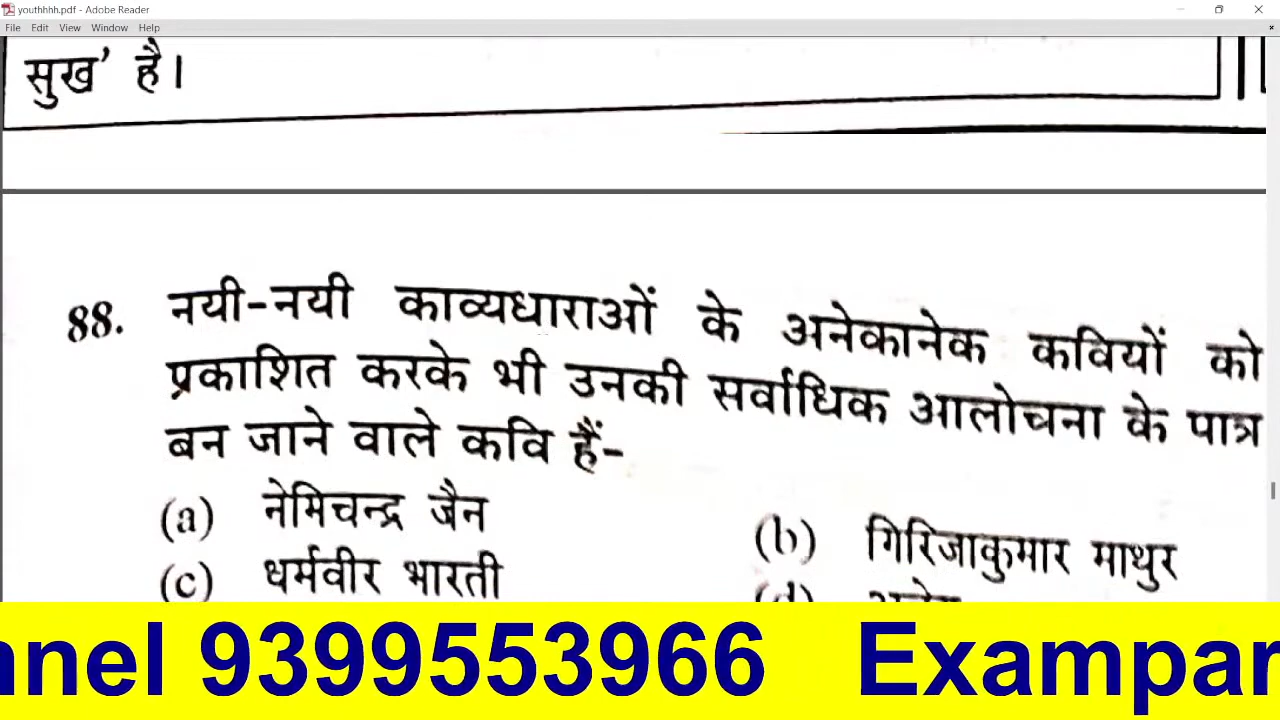 youthhhh.pdf - Adobe Reader
File Edit View Window Help
सुख' है।
88. नयी-नयी काव्यधाराओं के अनेकानेक कवियों को
प्रकाशित करके भी उनकी सर्वाधिक आलोचना के पात्र
बन जाने वाले कवि हैं-
(a) नेमिचन्द्र जैन
(b) गिरिजाकुमार माथुर
(c) धर्मवीर भारती
(d)
nnel 9399553966 Exampar